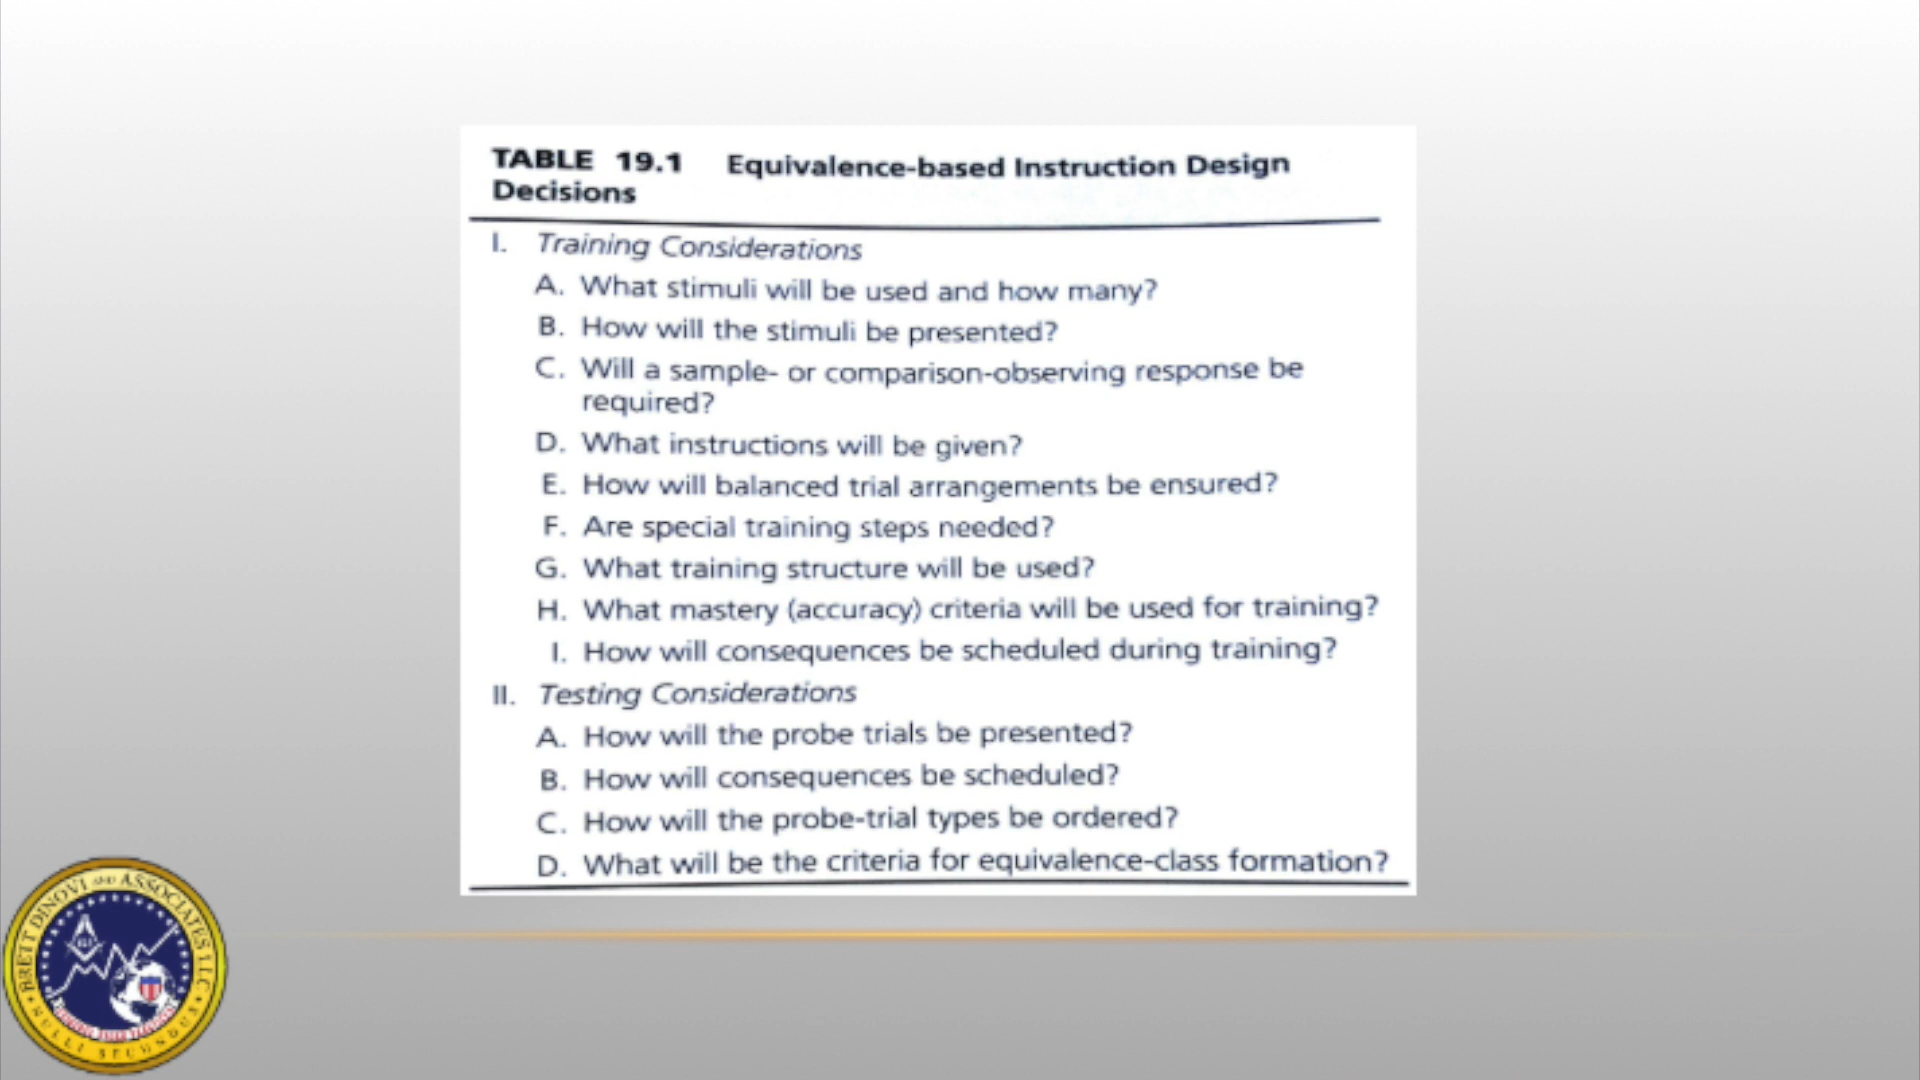 TABLE 19.1 Equivalence-based Instruction Design
Decisions
I. Training Considerations
A. What stimuli will be used and how many?
B. How will the stimuli be presented?
C. Will a sample- or comparison-observing response be
required?
D. What instructions will be given?
E. How will balanced trial arrangements be ensured?
F. Are special training steps needed?
G. What training structure will be used?
H. What mastery (accuracy) criteria will be used for training?
I. How will consequences be scheduled during training?
II. Testing Considerations
A. How will the probe trials be presented?
B. How will consequences be scheduled?
C. How will the probe-trial types be ordered?
D. What will be the criteria for equivalence-class formation?
BRETT DINOVI AND ASSOCIATES LLC
NULLI SECUNDUS